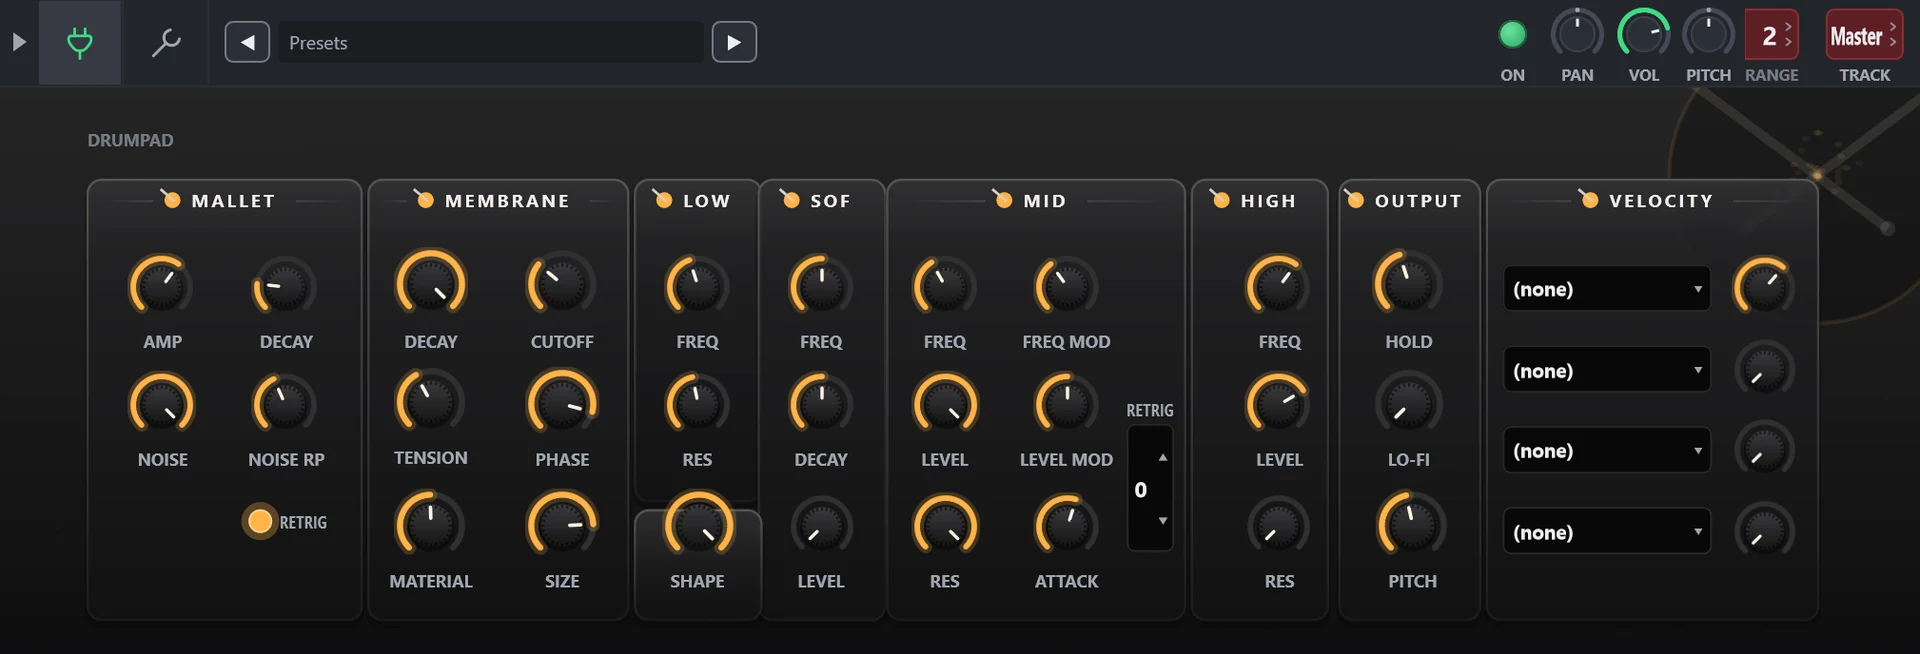 Presets
2
Master
ON
PAN
VOL
PITCH
RANGE
TRACK
DRUMPAD
MALLET
AMP
DECAY
NOISE
NOISE RP
RETRIG
MEMBRANE
DECAY
CUTOFF
TENSION
PHASE
MATERIAL
SIZE
LOW
FREQ
RES
SHAPE
SOF
FREQ
DECAY
LEVEL
MID
FREQ
FREQ MOD
LEVEL
LEVEL MOD
RES
ATTACK
RETRIG
0
HIGH
FREQ
LEVEL
RES
OUTPUT
HOLD
LO-FI
PITCH
VELOCITY
(none)
(none)
(none)
(none)